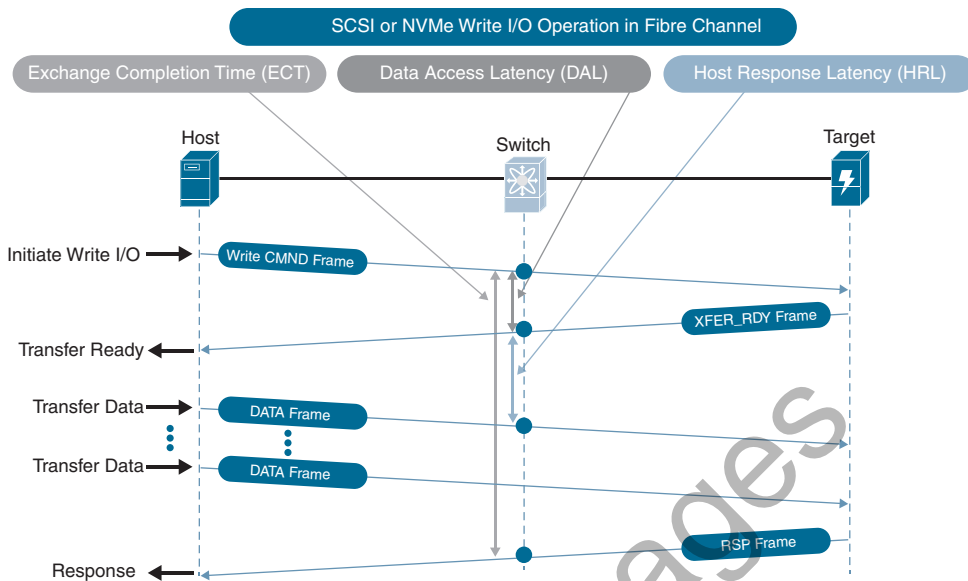 SCSI or NVMe Write I/O Operation in Fibre Channel
Exchange Completion Time (ECT)
Data Access Latency (DAL)
Host Response Latency (HRL)
Host
Switch
Target
Initiate Write I/O
Write CMND Frame
XFER_RDY Frame
Transfer Ready
Transfer Data
DATA Frame
Transfer Data
DATA Frame
RSP Frame
Response